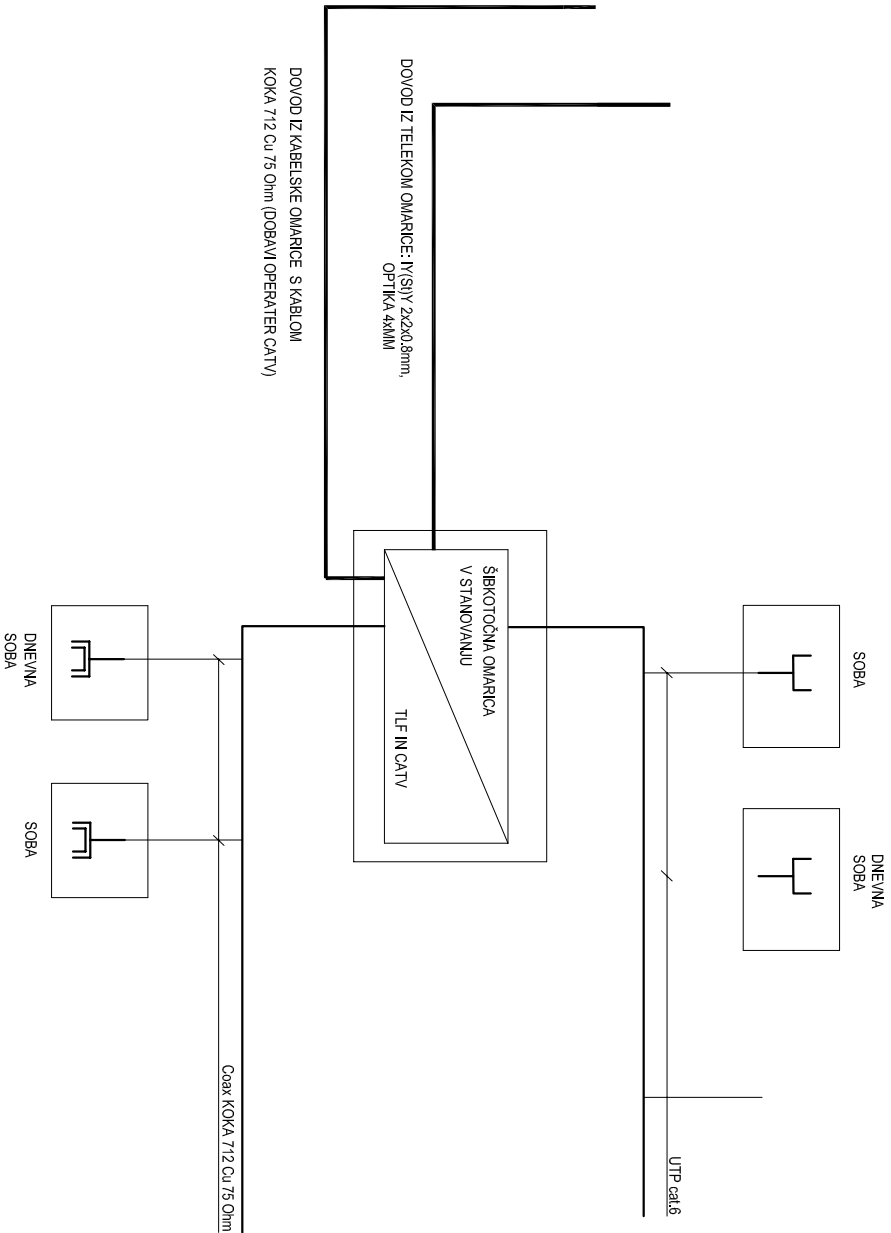 DOVOD IZ KABELSKE OMARICE S KABLOM
KOKA 712 Cu 75 Ohm (DOBAVI OPERATER CATV)
DOVOD IZ TELEKOM OMARICE: IY(St)Y 2x2x0.8mm,
OPTIKA 4xMM
ŠIBKOTOČNA OMARICA
V STANOVANJU
TLF IN CATV
SOBA
DNEVNA
SOBA
UTP cat.6
DNEVNA
SOBA
SOBA
Coax KOKA 712 Cu 75 Ohm